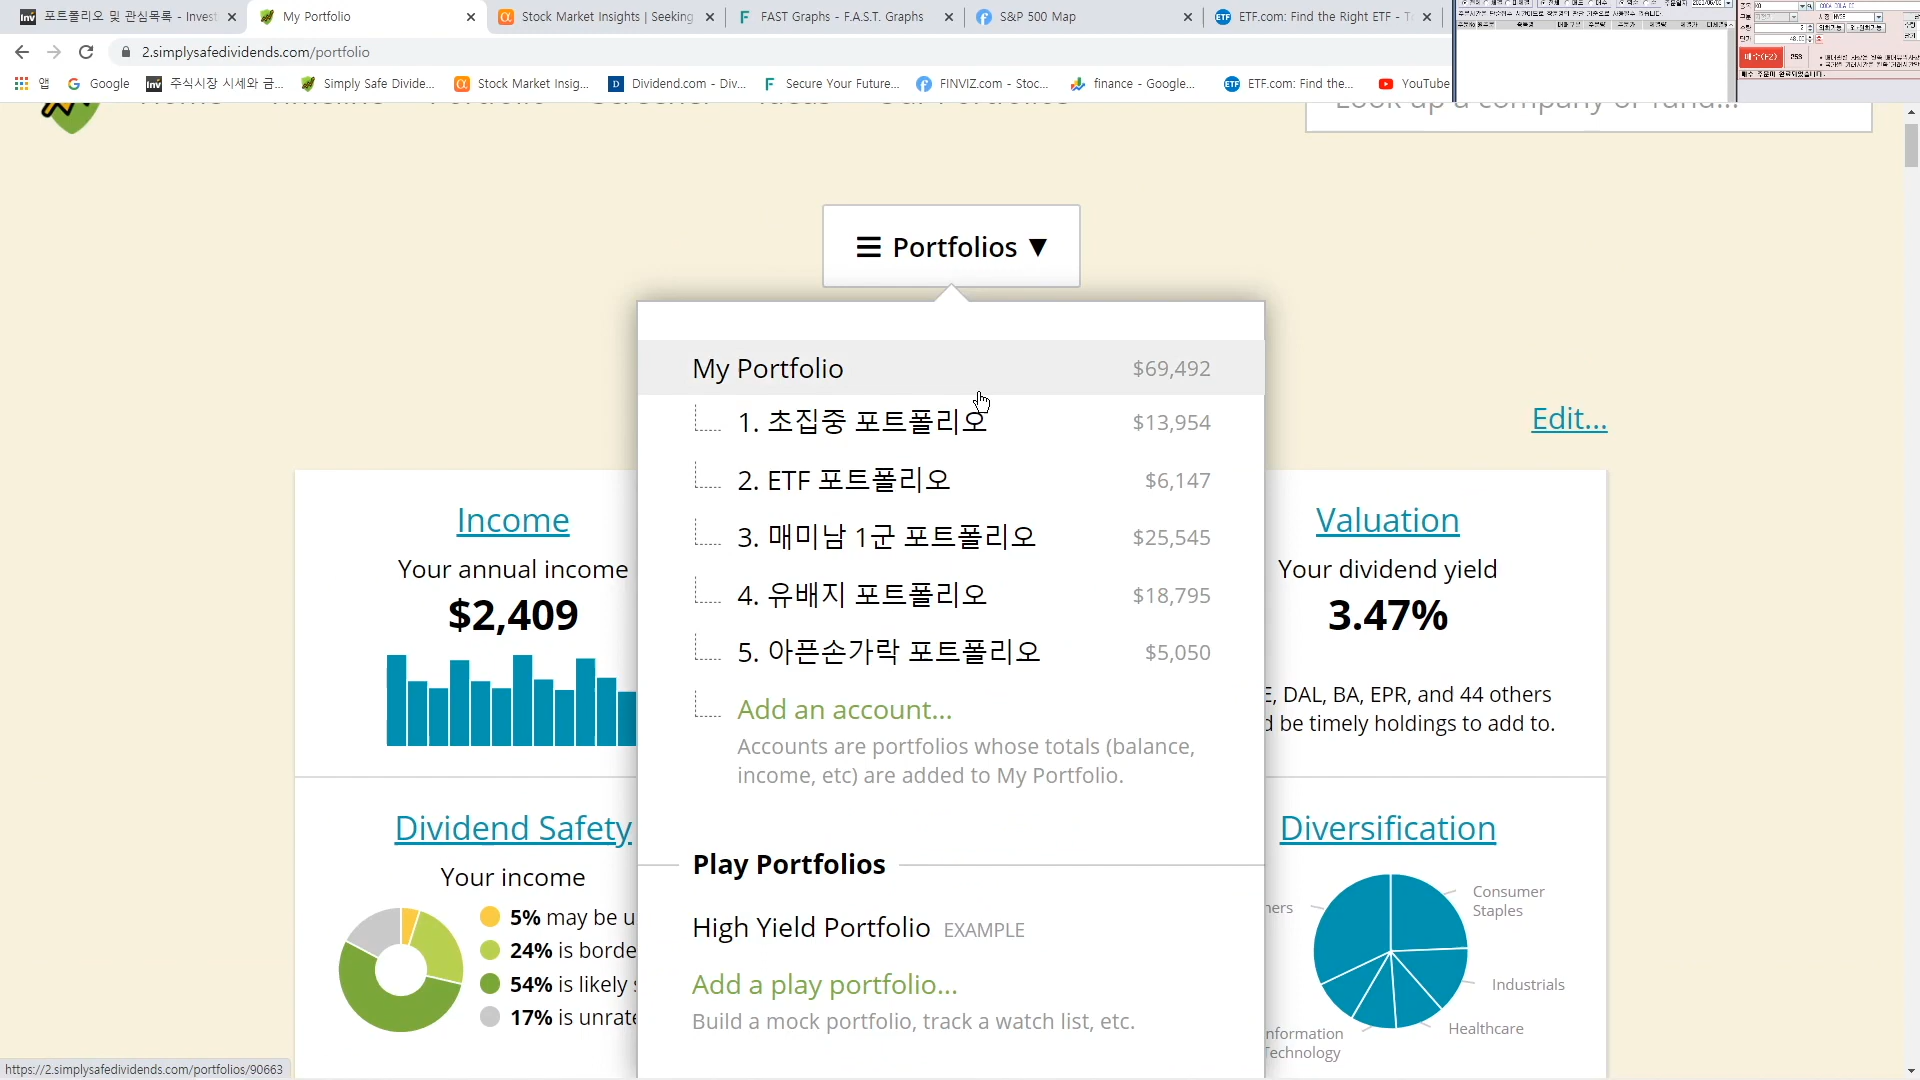 포트폴리오 및 관심목록 - Invest
My Portfolio
Stock Market Insights | Seeking
FAST Graphs - F.A.S.T. Graphs
S&P 500 Map
ETF.com: Find the Right ETF - T
2.simplysafedividends.com/portfolio
앱
Google
주식시장 시세와 금...
Simply Safe Divide...
Stock Market Insig...
Dividend.com - Div...
Secure Your Future...
FINVIZ.com - Stoc...
finance - Google...
ETF.com: Find the...
YouTube
Look up a company or fund...
☰ Portfolios ▼
My Portfolio $69,492
1. 초집중 포트폴리오 $13,954
2. ETF 포트폴리오 $6,147
3. 매미남 1군 포트폴리오 $25,545
4. 유배지 포트폴리오 $18,795
5. 아픈손가락 포트폴리오 $5,050
Add an account...
Accounts are portfolios whose totals (balance,
income, etc) are added to My Portfolio.
Play Portfolios
High Yield Portfolio EXAMPLE
Add a play portfolio...
Build a mock portfolio, track a watch list, etc.
Edit...
Income
Your annual income
$2,409
Valuation
Your dividend yield
3.47%
E, DAL, BA, EPR, and 44 others
d be timely holdings to add to.
Dividend Safety
Your income
5% may be u
24% is borde
54% is likely
17% is unrate
Diversification
Consumer
Staples
Industrials
Healthcare
nformation
Technology
hers
https://2.simplysafedividends.com/portfolios/90663